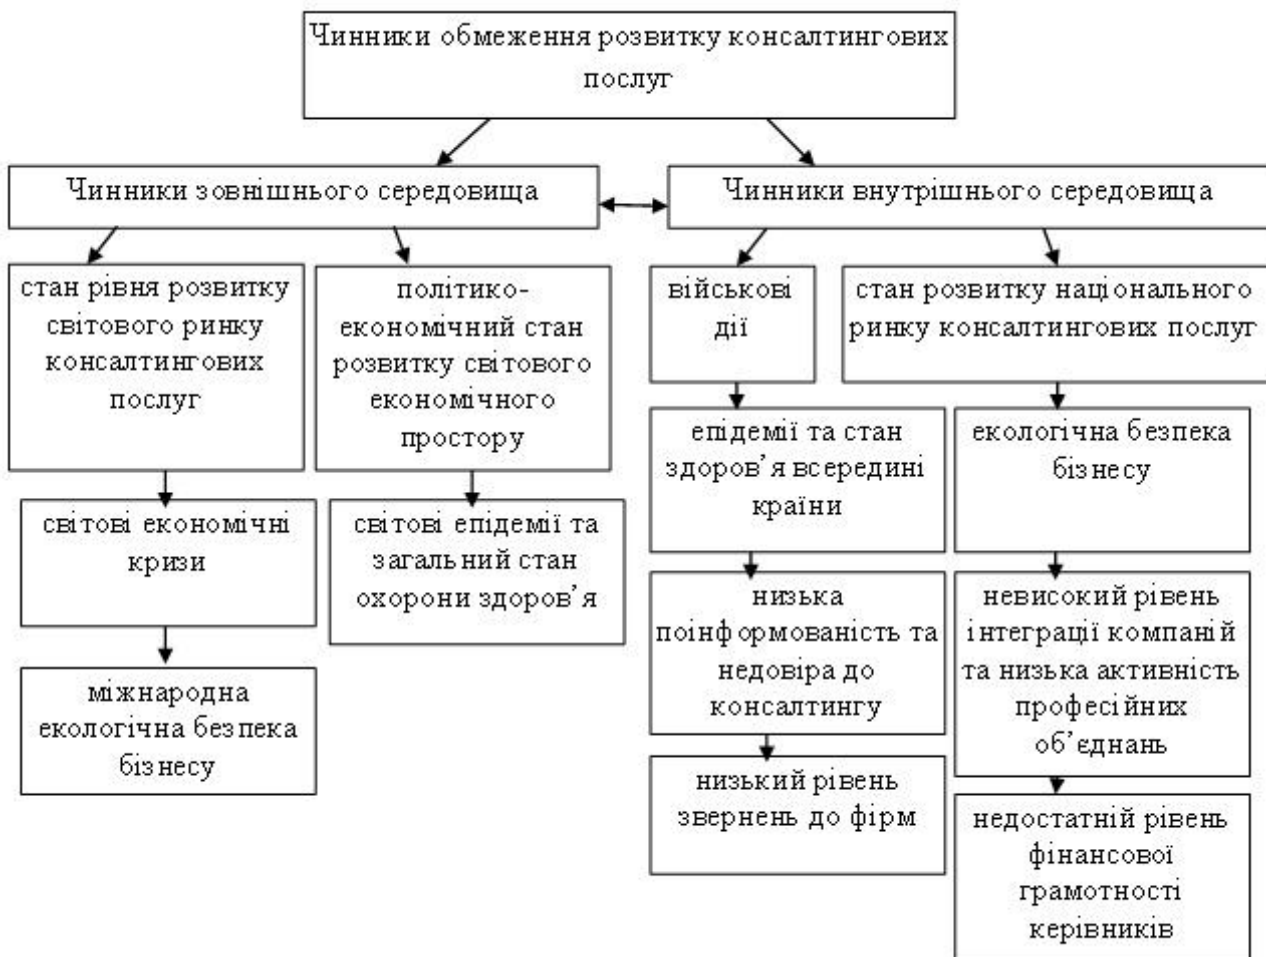 Чинники обмеження розвитку консалтингових
послуг
Чинники зовнішнього середовища
Чинники внутрішнього середовища
стан рівня розвитку
світового ринку
консалтингових
послуг
політико-
економічний стан
розвитку світового
економічного
простору
військові
дії
стан розвитку національного
ринку консалтингових послуг
світові економічні
кризи
світові епідемії та
загальний стан
охорони здоров’я
епідемії та стан
здоров’я всередині
країни
екологічна безпека
бізнесу
міжнародна
екологічна безпека
бізнесу
низька
поінформованість та
недовіра до
консалтингу
невисокий рівень
інтеграції компаній
та низька активність
професійних
об’єднань
низький рівень
звернень до фірм
недостатній рівень
фінансової
грамотності
керівників